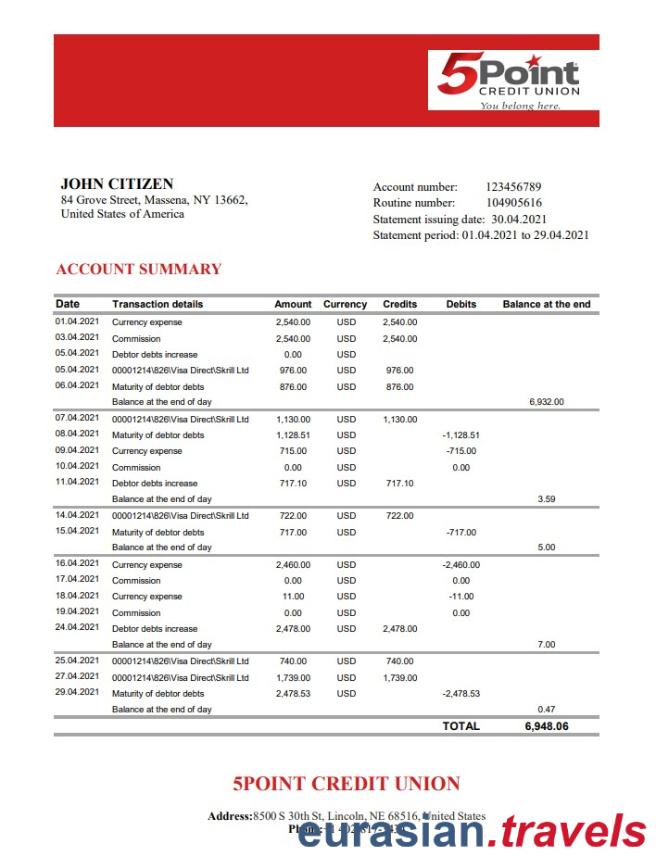 5Point
CREDIT UNION
You belong here.
JOHN CITIZEN
84 Grove Street, Massena, NY 13662,
United States of America
Account number: 123456789
Routine number: 104905616
Statement issuing date: 30.04.2021
Statement period: 01.04.2021 to 29.04.2021
ACCOUNT SUMMARY
Date Transaction details Amount Currency Credits Debits Balance at the end
01.04.2021 Currency expense 2,540.00 USD 2,540.00
03.04.2021 Commission 2,540.00 USD 2,540.00
05.04.2021 Debtor debts increase 0.00 USD
05.04.2021 00001214\826\Visa Direct\Skrill Ltd 976.00 USD 976.00
06.04.2021 Maturity of debtor debts 876.00 USD 876.00
Balance at the end of day 6,932.00
07.04.2021 00001214\826\Visa Direct\Skrill Ltd 1,130.00 USD 1,130.00
08.04.2021 Maturity of debtor debts 1,128.51 USD -1,128.51
09.04.2021 Currency expense 715.00 USD -715.00
10.04.2021 Commission 0.00 USD 0.00
11.04.2021 Debtor debts increase 717.10 USD 717.10
Balance at the end of day 3.59
14.04.2021 00001214\826\Visa Direct\Skrill Ltd 722.00 USD 722.00
15.04.2021 Maturity of debtor debts 717.00 USD -717.00
Balance at the end of day 5.00
16.04.2021 Currency expense 2,460.00 USD -2,460.00
17.04.2021 Commission 0.00 USD 0.00
18.04.2021 Currency expense 11.00 USD -11.00
19.04.2021 Commission 0.00 USD 0.00
24.04.2021 Debtor debts increase 2,478.00 USD 2,478.00
Balance at the end of day 7.00
25.04.2021 00001214\826\Visa Direct\Skrill Ltd 740.00 USD 740.00
27.04.2021 00001214\826\Visa Direct\Skrill Ltd 1,739.00 USD 1,739.00
29.04.2021 Maturity of debtor debts 2,478.53 USD -2,478.53
Balance at the end of day 0.47
TOTAL 6,948.06
5POINT CREDIT UNION
Address:8500 S 30th St, Lincoln, NE 68516, United States
eurasian.travels